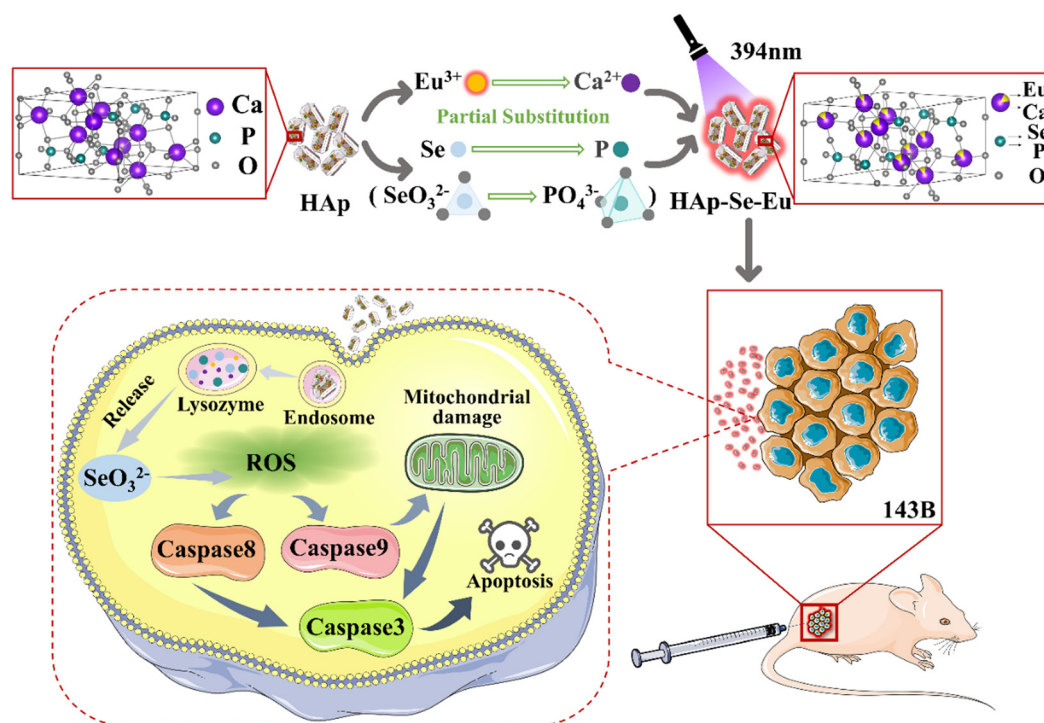 394nm
Ca
P
O
HAp
Eu³⁺
Ca²⁺
Partial Substitution
Se
P
( SeO₃²⁻
PO₄³⁻
)
HAp-Se-Eu
Eu
Ca
Se
P
O
Release
Lysozyme
Endosome
Mitochondrial
damage
SeO₃²⁻
ROS
Caspase8
Caspase9
Apoptosis
Caspase3
143B